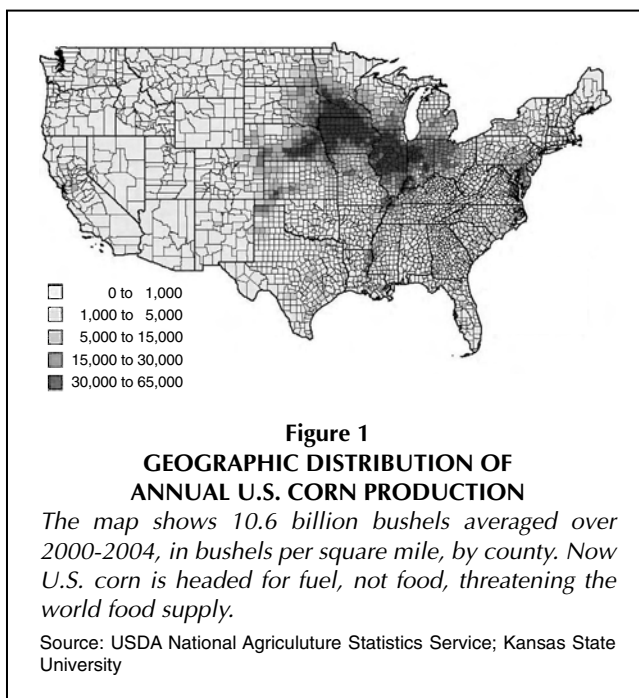 0 to 1,000
1,000 to 5,000
5,000 to 15,000
15,000 to 30,000
30,000 to 65,000
Figure 1
GEOGRAPHIC DISTRIBUTION OF
ANNUAL U.S. CORN PRODUCTION
The map shows 10.6 billion bushels averaged over
2000-2004, in bushels per square mile, by county. Now
U.S. corn is headed for fuel, not food, threatening the
world food supply.
Source: USDA National Agriculuture Statistics Service; Kansas State
University